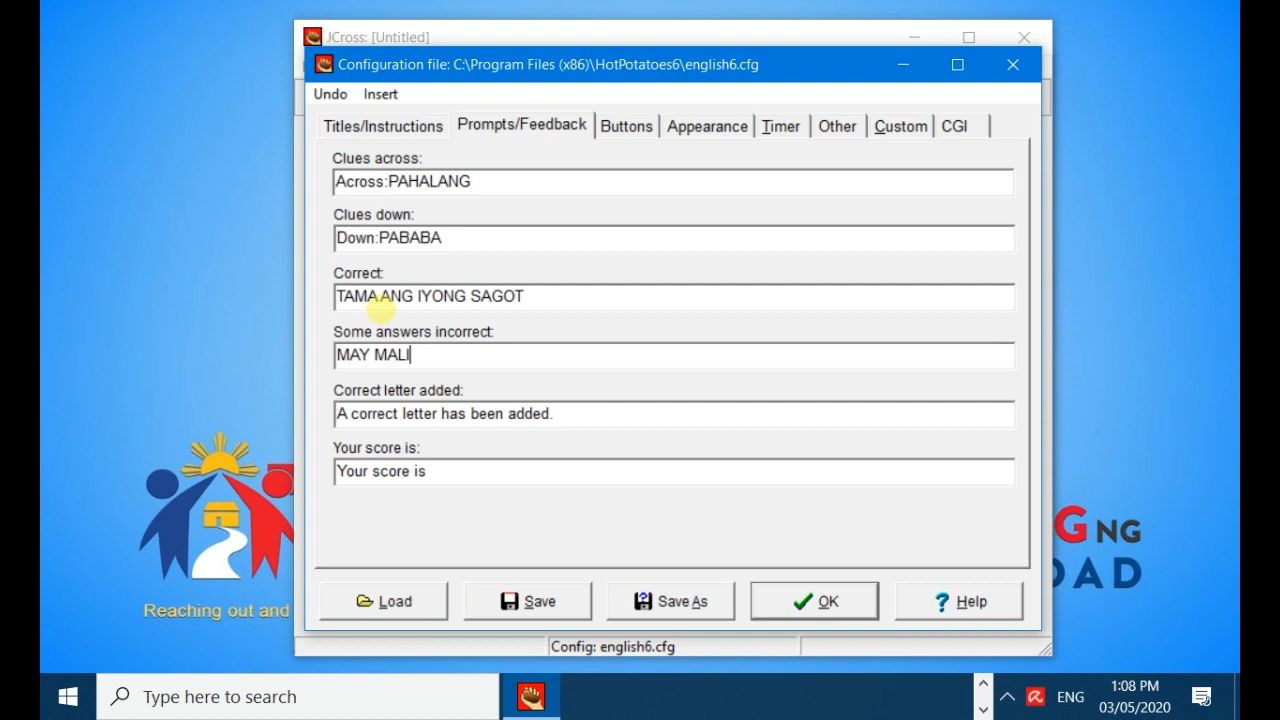 JCross: [Untitled]
Configuration file: C:\Program Files (x86)\HotPotatoes6\english6.cfg
Undo Insert
Titles/Instructions Prompts/Feedback Buttons Appearance Timer Other Custom CGI
Clues across:
Across:PAHALANG
Clues down:
Down:PABABA
Correct:
TAMA ANG IYONG SAGOT
Some answers incorrect:
MAY MALI
Correct letter added:
A correct letter has been added.
Your score is:
Your score is
Load Save Save As OK Help
Config: english6.cfg
G NG
DAD
Reaching out and
Type here to search
ENG
1:08 PM
03/05/2020